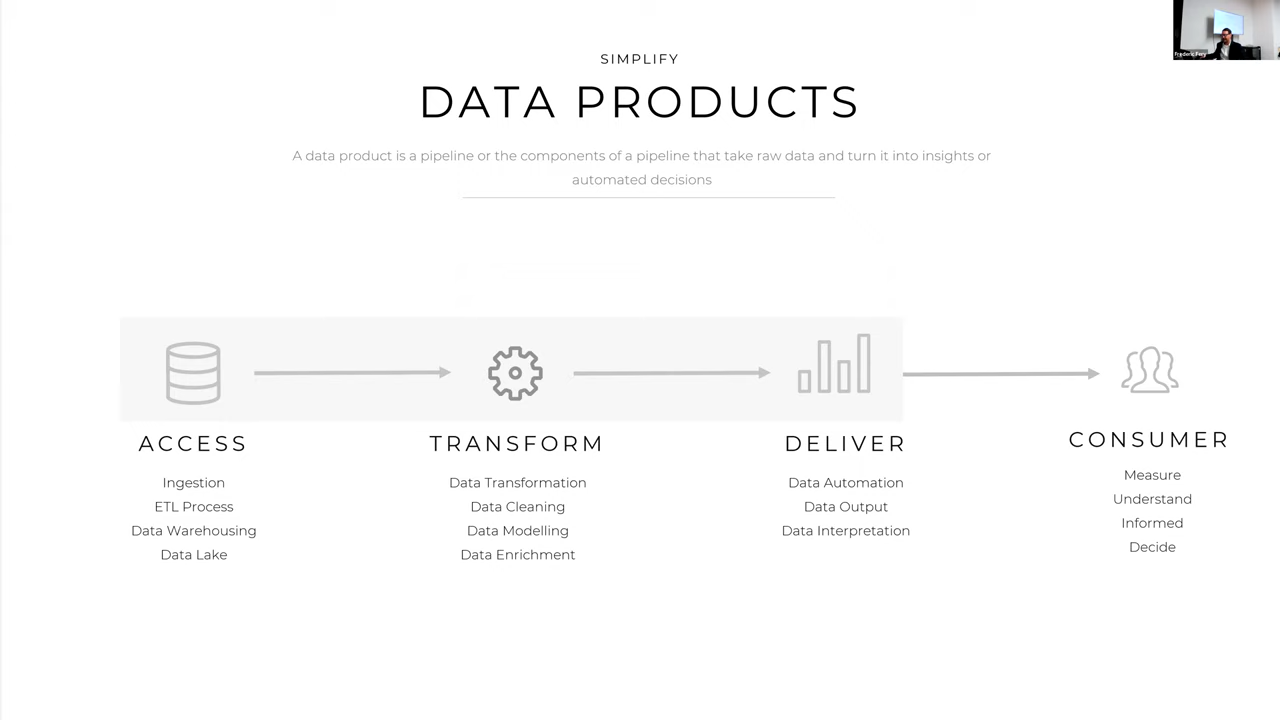 SIMPLIFY
DATA PRODUCTS
A data product is a pipeline or the components of a pipeline that take raw data and turn it into insights or
automated decisions
ACCESS
Ingestion
ETL Process
Data Warehousing
Data Lake
TRANSFORM
Data Transformation
Data Cleaning
Data Modelling
Data Enrichment
DELIVER
Data Automation
Data Output
Data Interpretation
CONSUMER
Measure
Understand
Informed
Decide
Frederic Fery